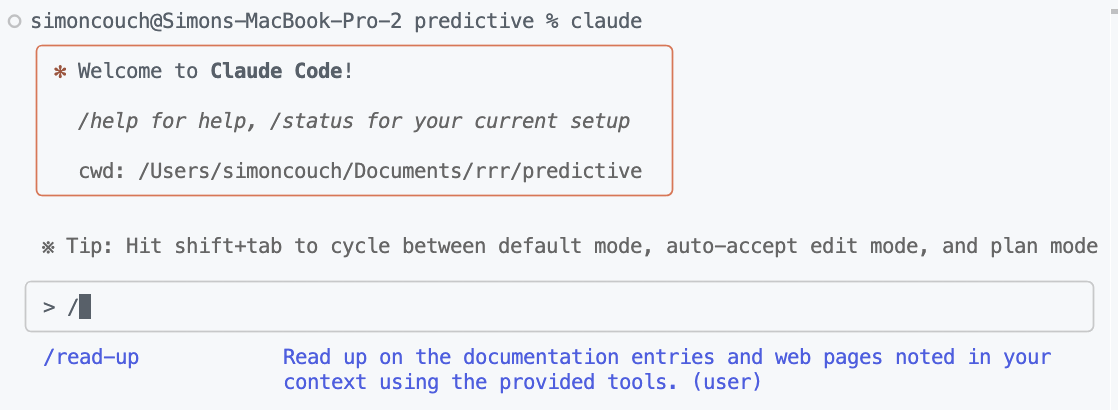 simoncouch@Simons-MacBook-Pro-2 predictive % claude
✻ Welcome to Claude Code!
/help for help, /status for your current setup
cwd: /Users/simoncouch/Documents/rrr/predictive
※ Tip: Hit shift+tab to cycle between default mode, auto-accept edit mode, and plan mode
> /
/read-up Read up on the documentation entries and web pages noted in your
context using the provided tools. (user)